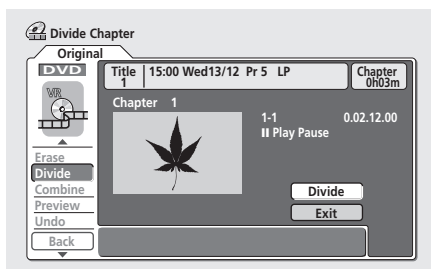 Divide Chapter
Original
DVD
VR
Title 1
15:00 Wed13/12 Pr 5 LP
Chapter 0h03m
Chapter 1
1-1 0.02.12.00
Play Pause
Erase
Divide
Combine
Preview
Undo
Back
Divide
Exit